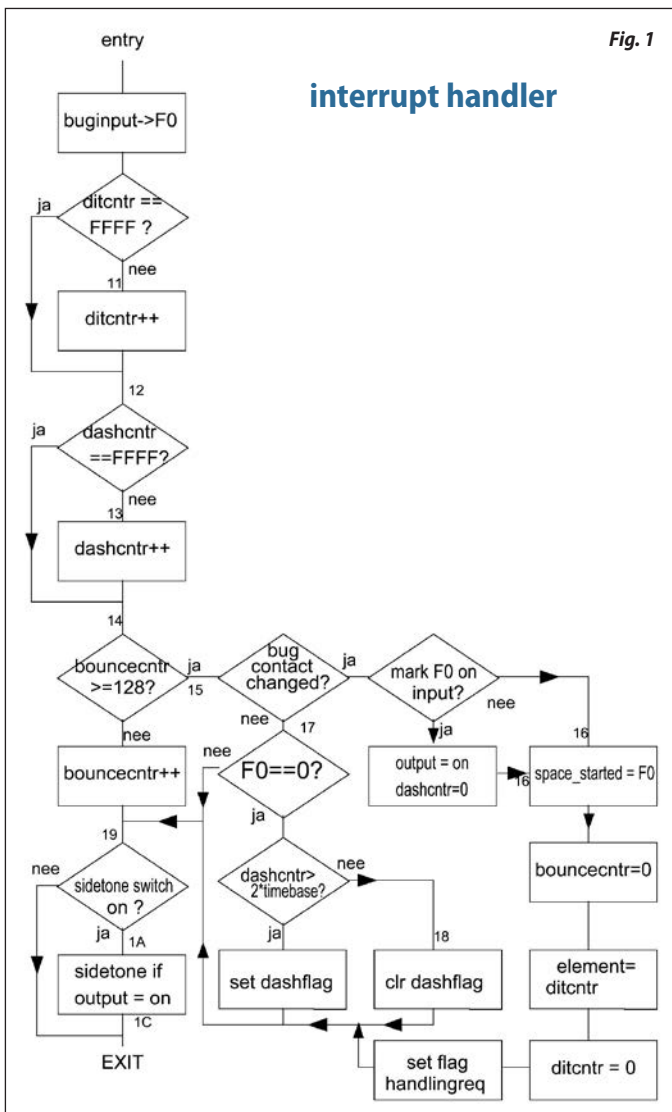 entry
Fig. 1
interrupt handler
buginput->F0
ditcntr ==
FFFF ?
ja
nee
11
ditcntr++
12
dashcntr
==FFFF?
ja
nee
13
dashcntr++
14
bouncecntr
>=128?
ja
15
nee
bug
contact
changed?
ja
nee
17
mark F0 on
input?
nee
ja
16
bouncecntr++
F0==0?
nee
ja
output = on
dashcntr=0
16
space_started = F0
19
sidetone switch
on ?
nee
ja
1A
dashcntr>
2*timebase?
nee
ja
18
bouncecntr=0
sidetone if
output = on
1C
set dashflag
clr dashflag
element=
ditcntr
EXIT
set flag
handlingreq
ditcntr = 0